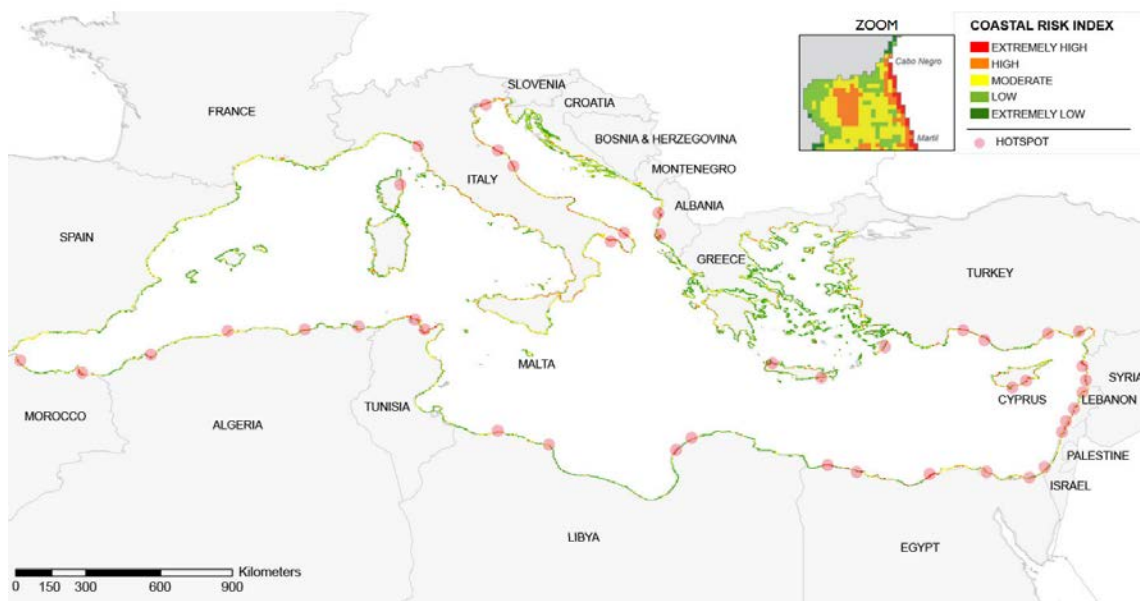 ZOOM
Cabo Negro
Martil
COASTAL RISK INDEX
EXTREMELY HIGH
HIGH
MODERATE
LOW
EXTREMELY LOW
HOTSPOT
SLOVENIA
FRANCE
CROATIA
BOSNIA & HERZEGOVINA
MONTENEGRO
ITALY
ALBANIA
SPAIN
GREECE
TURKEY
MALTA
SYRIA
CYPRUS
LEBANON
MOROCCO
TUNISIA
ALGERIA
PALESTINE
ISRAEL
LIBYA
EGYPT
Kilometers
0 150 300 600 900